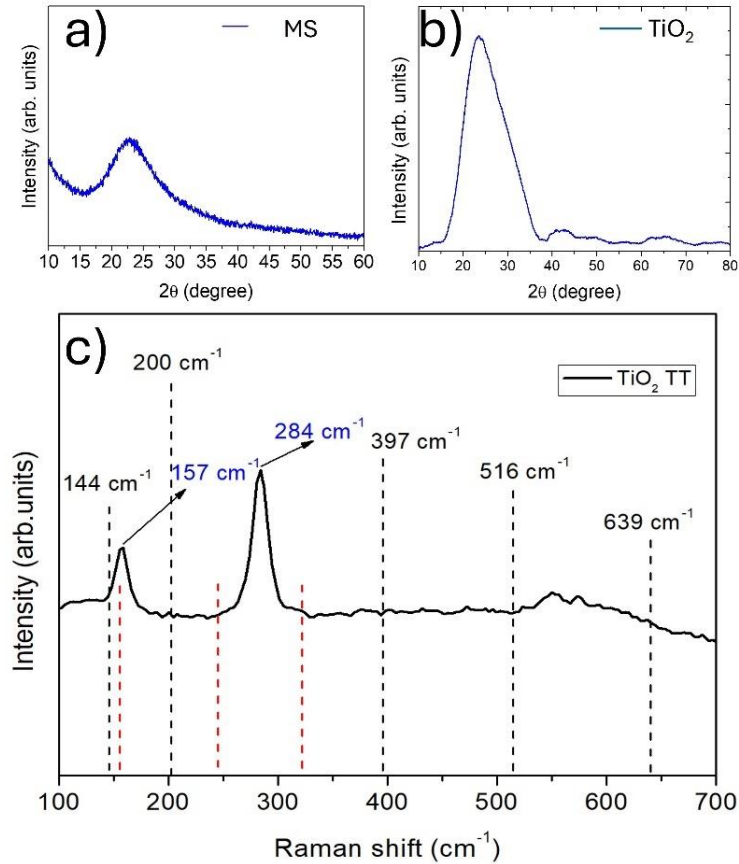 a)
MS
Intensity (arb. units)
10 15 20 25 30 35 40 45 50 55 60
2θ (degree)
b)
TiO₂
Intensity (arb. units)
10 20 30 40 50 60 70 80
2θ (degree)
c)
200 cm⁻¹
TiO₂ TT
284 cm⁻¹
397 cm⁻¹
144 cm⁻¹
157 cm⁻¹
516 cm⁻¹
639 cm⁻¹
Intensity (arb.units)
100 200 300 400 500 600 700
Raman shift (cm⁻¹)